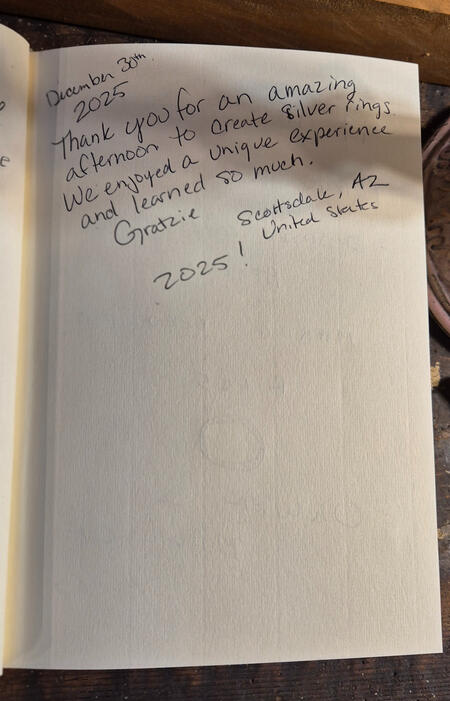 December 30th
2025
Thank you for an amazing
afternoon to create silver rings.
We enjoyed a unique experience
and learned so much.
Gratzie
Scottsdale, AZ
United States
2025!